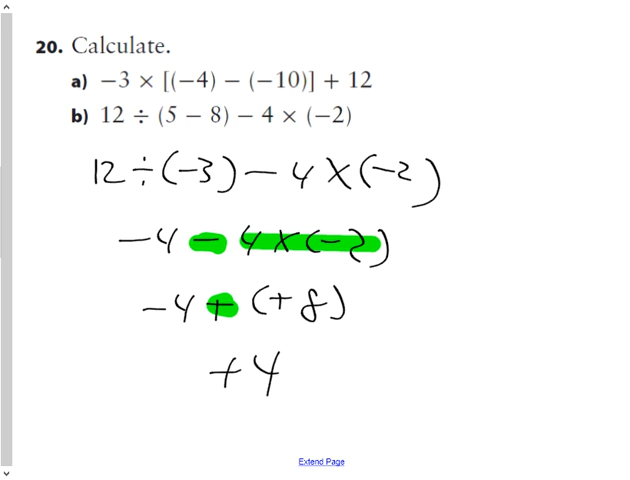 20. Calculate.
a) −3 × [(−4) − (−10)] + 12
b) 12 ÷ (5 − 8) − 4 × (−2)
12 ÷ (−3) − 4 × (−2)
−4 − 4 × (−2)
−4 + (+8)
+4
Extend Page